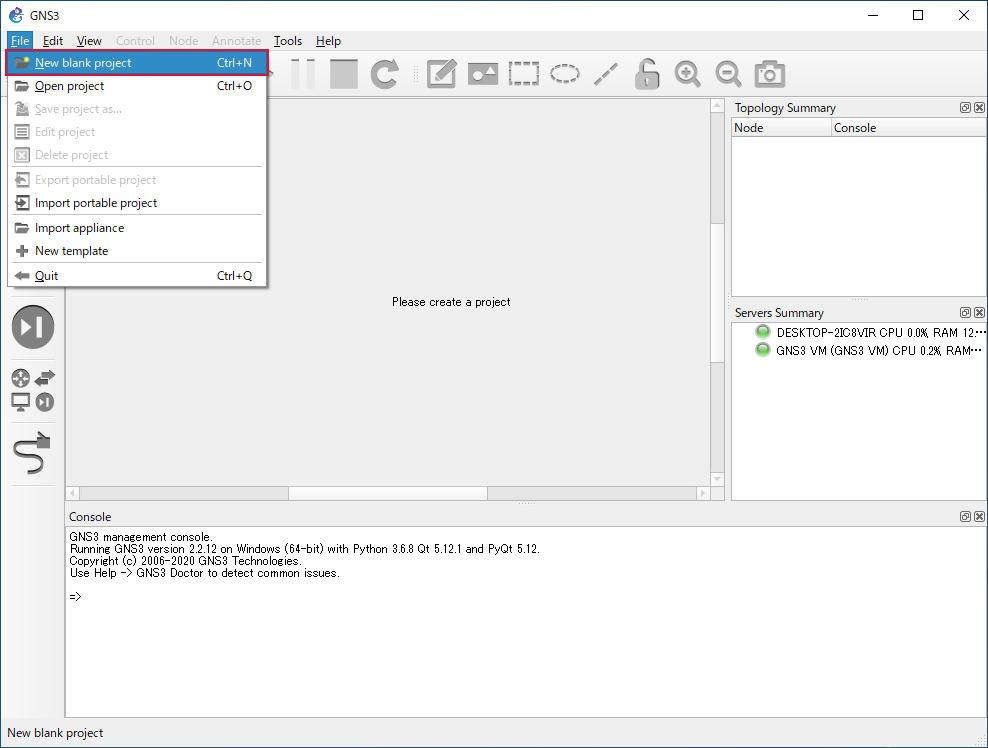 GNS3
File Edit View Control Node Annotate Tools Help
New blank project Ctrl+N
Open project Ctrl+O
Save project as...
Edit project
Delete project
Export portable project
Import portable project
Import appliance
New template
Quit Ctrl+Q
Please create a project
Topology Summary
Node Console
Servers Summary
DESKTOP-2IC8VIR CPU 0.0%, RAM 12.…
GNS3 VM (GNS3 VM) CPU 0.2%, RAM…
Console
GNS3 management console.
Running GNS3 version 2.2.12 on Windows (64-bit) with Python 3.6.8 Qt 5.12.1 and PyQt 5.12.
Copyright (c) 2006-2020 GNS3 Technologies.
Use Help -> GNS3 Doctor to detect common issues.
=>
New blank project